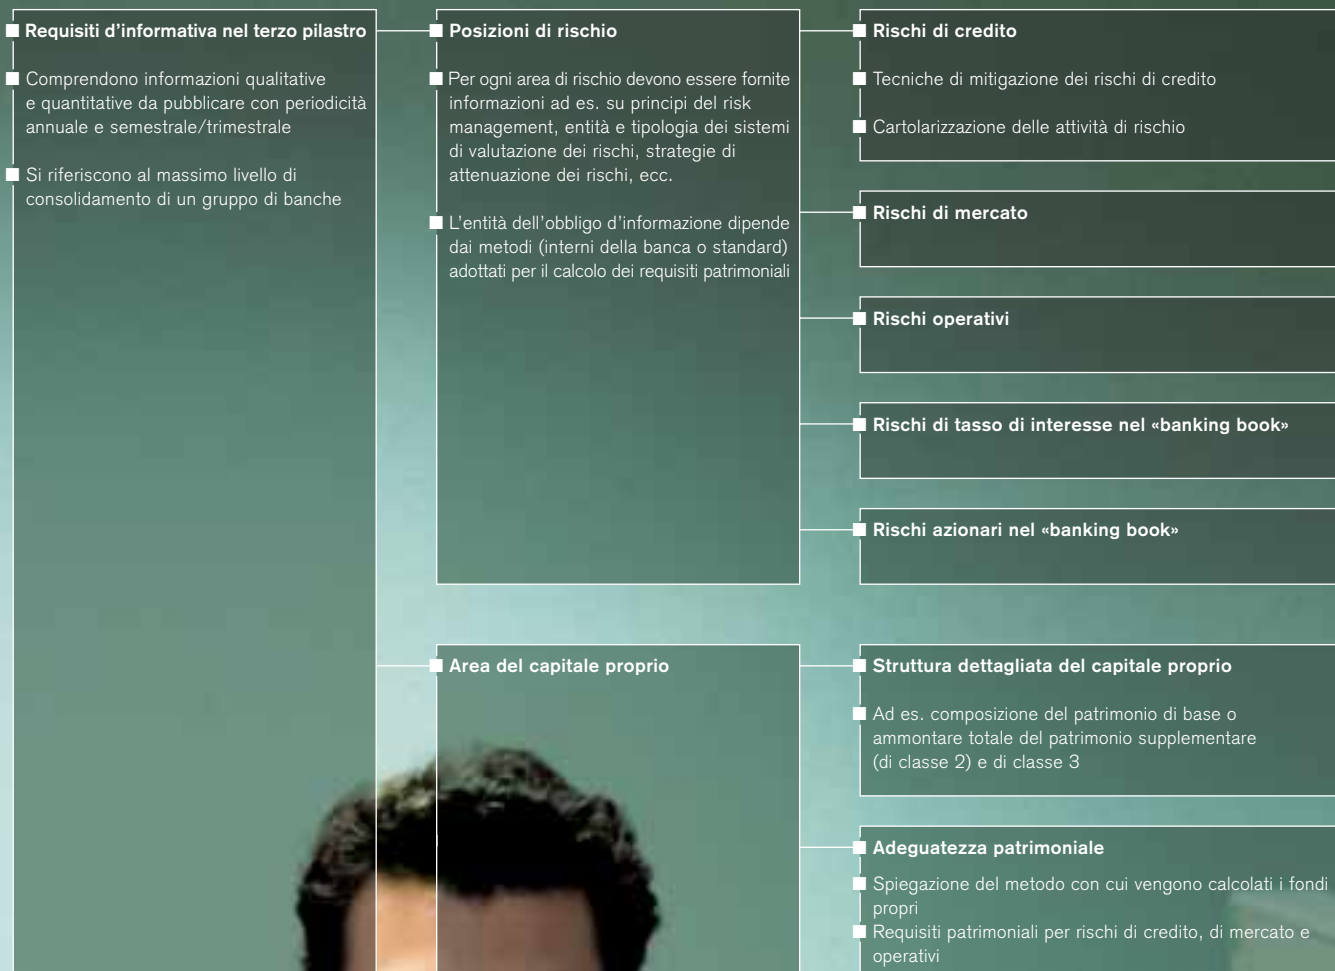 Requisiti d'informativa nel terzo pilastro
Comprendono informazioni qualitative
e quantitative da pubblicare con periodicità
annuale e semestrale/trimestrale
Si riferiscono al massimo livello di
consolidamento di un gruppo di banche
Posizioni di rischio
Per ogni area di rischio devono essere fornite
informazioni ad es. su principi del risk
management, entità e tipologia dei sistemi
di valutazione dei rischi, strategie di
attenuazione dei rischi, ecc.
L'entità dell'obbligo d'informazione dipende
dai metodi (interni della banca o standard)
adottati per il calcolo dei requisiti patrimoniali
Rischi di credito
Tecniche di mitigazione dei rischi di credito
Cartolarizzazione delle attività di rischio
Rischi di mercato
Rischi operativi
Rischi di tasso di interesse nel «banking book»
Rischi azionari nel «banking book»
Area del capitale proprio
Struttura dettagliata del capitale proprio
Ad es. composizione del patrimonio di base o
ammontare totale del patrimonio supplementare
(di classe 2) e di classe 3
Adeguatezza patrimoniale
Spiegazione del metodo con cui vengono calcolati i fondi
propri
Requisiti patrimoniali per rischi di credito, di mercato e
operativi